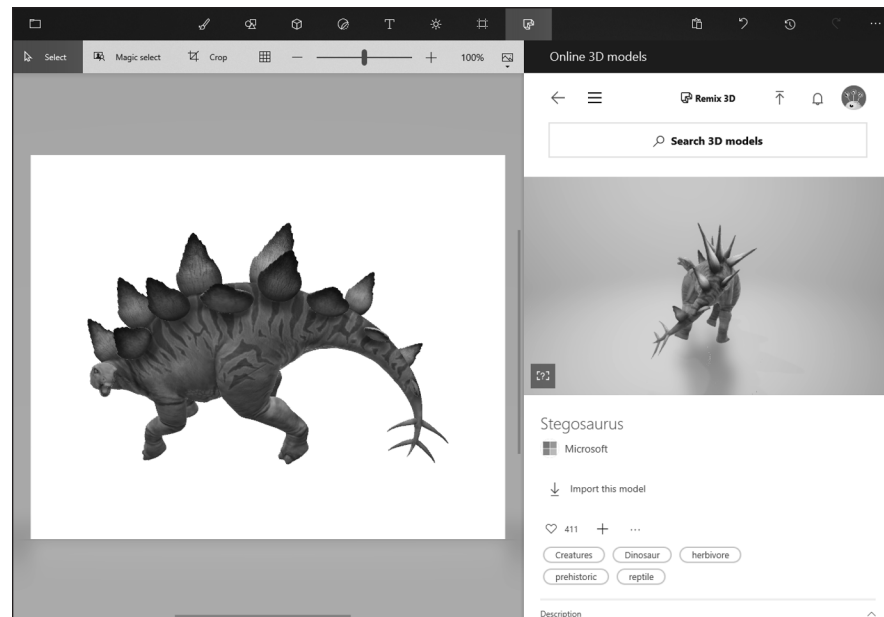 Select Magic select Crop 100%
Online 3D models
Remix 3D
Search 3D models
Stegosaurus
Microsoft
Import this model
411
Creatures Dinosaur herbivore
prehistoric reptile
Description